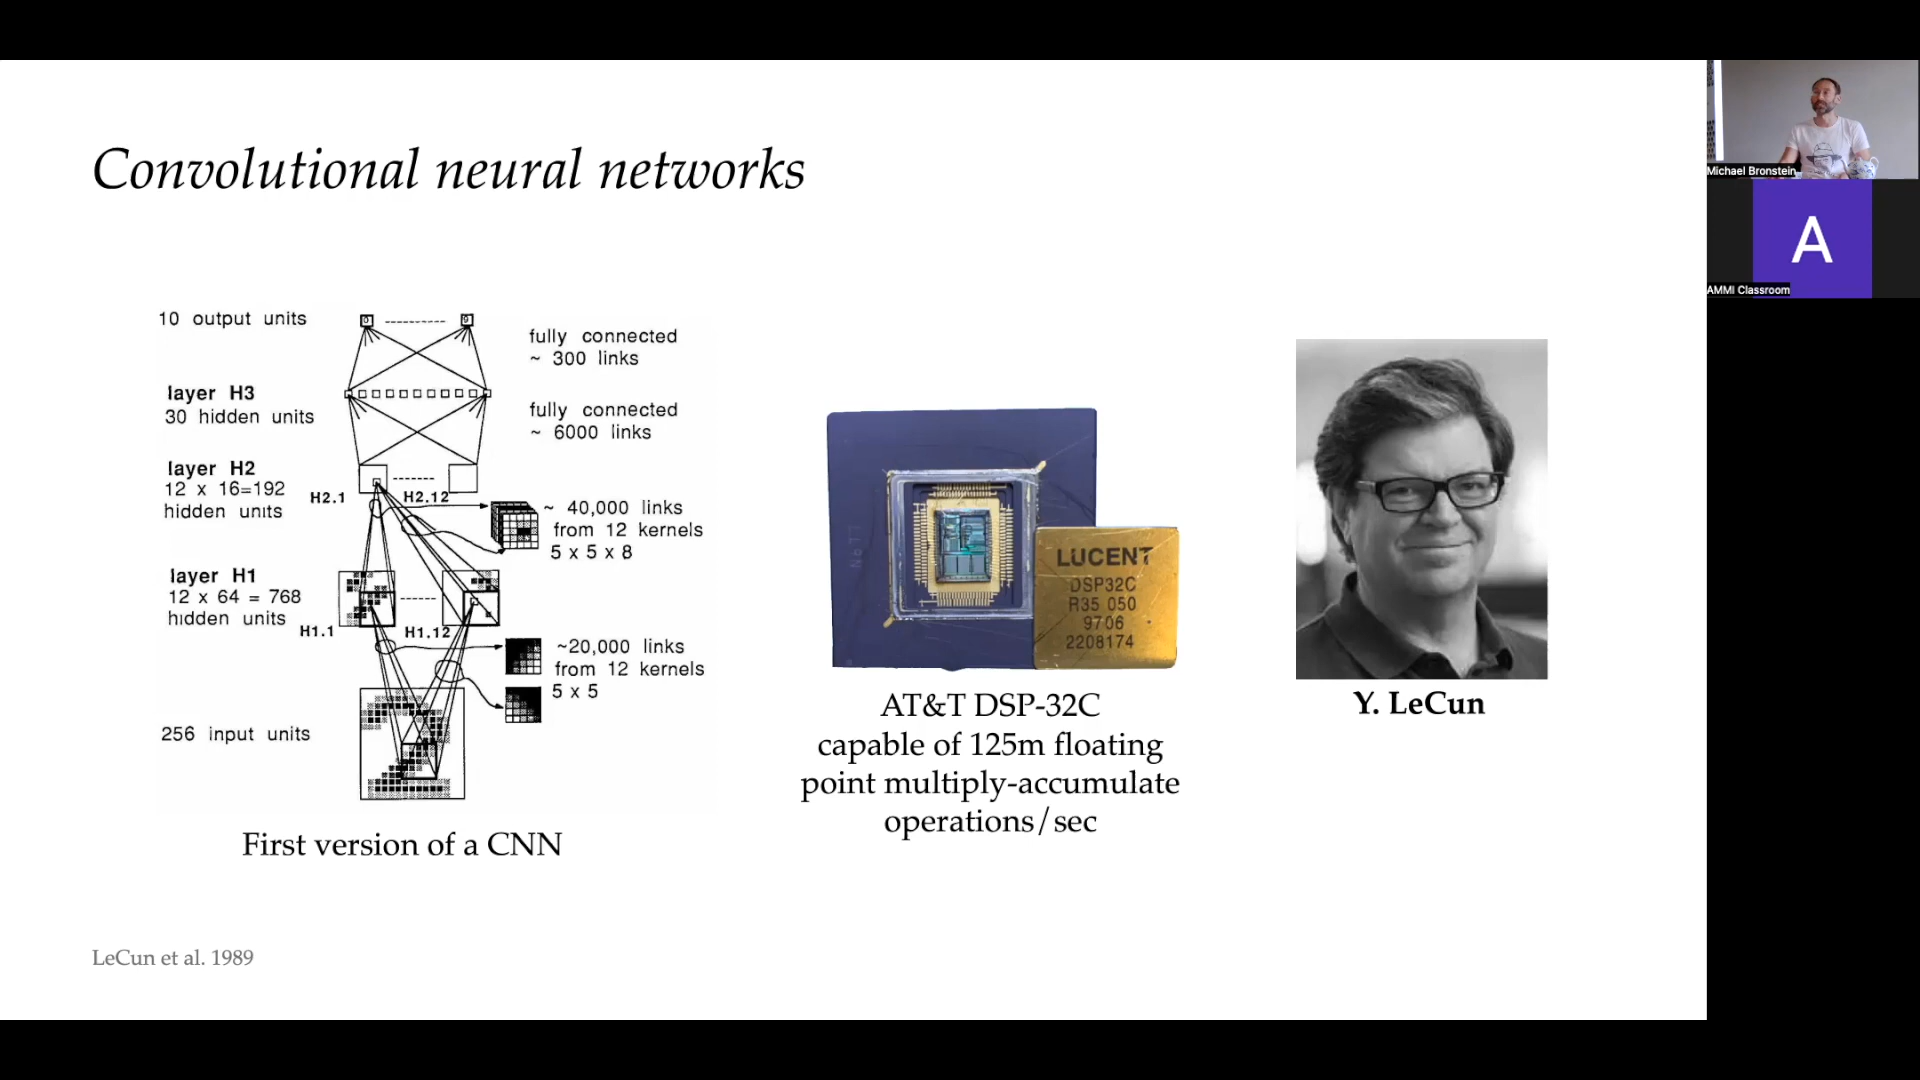 Convolutional neural networks
10 output units
0
9
fully connected
~ 300 links
layer H3
30 hidden units
fully connected
~ 6000 links
layer H2
12 x 16=192
hidden units
H2.1
H2.12
~ 40,000 links
from 12 kernels
5 x 5 x 8
layer H1
12 x 64 = 768
hidden units
H1.1
H1.12
~20,000 links
from 12 kernels
5 x 5
256 input units
First version of a CNN
LUCENT
DSP32C
R35 050
9706
2208174
AT&T DSP-32C
capable of 125m floating
point multiply-accumulate
operations/sec
Y. LeCun
LeCun et al. 1989
Michael Bronstein
A
AMMI Classroom